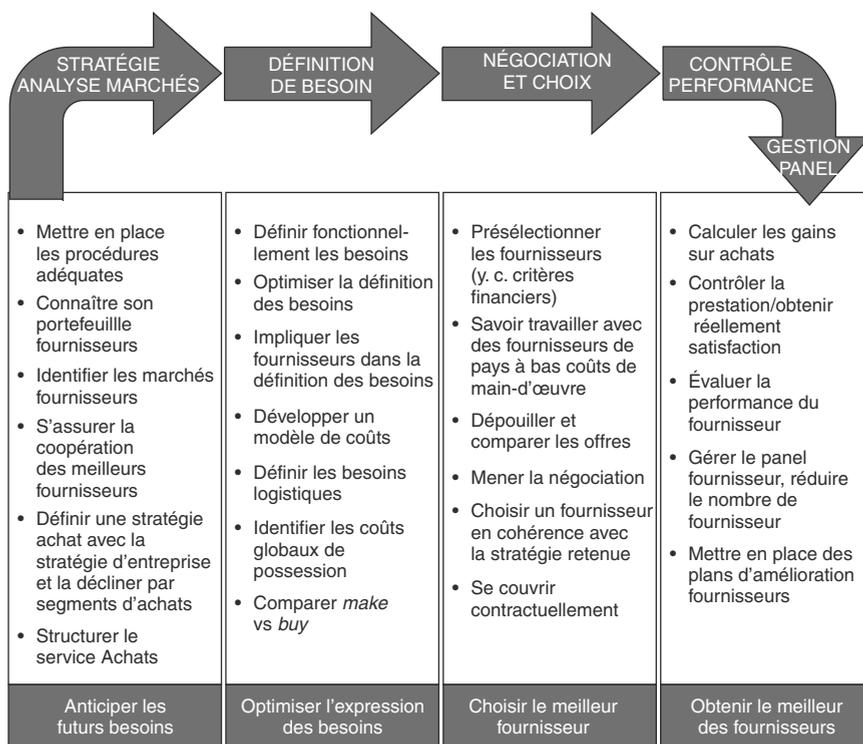 STRATÉGIE
ANALYSE MARCHÉS
DÉFINITION
DE BESOIN
NÉGOCIATION
ET CHOIX
CONTRÔLE
PERFORMANCE
GESTION
PANEL
• Mettre en place
les procédures
adéquates
• Connaître son
portefeuillle
fournisseurs
• Identifier les marchés
fournisseurs
• S'assurer la
coopération
des meilleurs
fournisseurs
• Définir une stratégie
achat avec la
stratégie d'entreprise
et la décliner par
segments d'achats
• Structurer le
service Achats
Anticiper les
futurs besoins
• Définir fonctionnel-
lement les besoins
• Optimiser la définition
des besoins
• Impliquer les
fournisseurs dans la
définition des besoins
• Développer un
modèle de coûts
• Définir les besoins
logistiques
• Identifier les coûts
globaux de
possession
• Comparer make
vs buy
Optimiser l'expression
des besoins
• Présélectionner
les fournisseurs
(y. c. critères
financiers)
• Savoir travailler avec
des fournisseurs de
pays à bas coûts de
main-d'œuvre
• Dépouiller et
comparer les offres
• Mener la négociation
• Choisir un fournisseur
en cohérence avec
la stratégie retenue
• Se couvrir
contractuellement
Choisir le meilleur
fournisseur
• Calculer les gains
sur achats
• Contrôler la
prestation/obtenir
réellement
satisfaction
• Évaluer la
performance du
fournisseur
• Gérer le panel
fournisseur, réduire
le nombre de
fournisseur
• Mettre en place des
plans d'amélioration
fournisseurs
Obtenir le meilleur
des fournisseurs